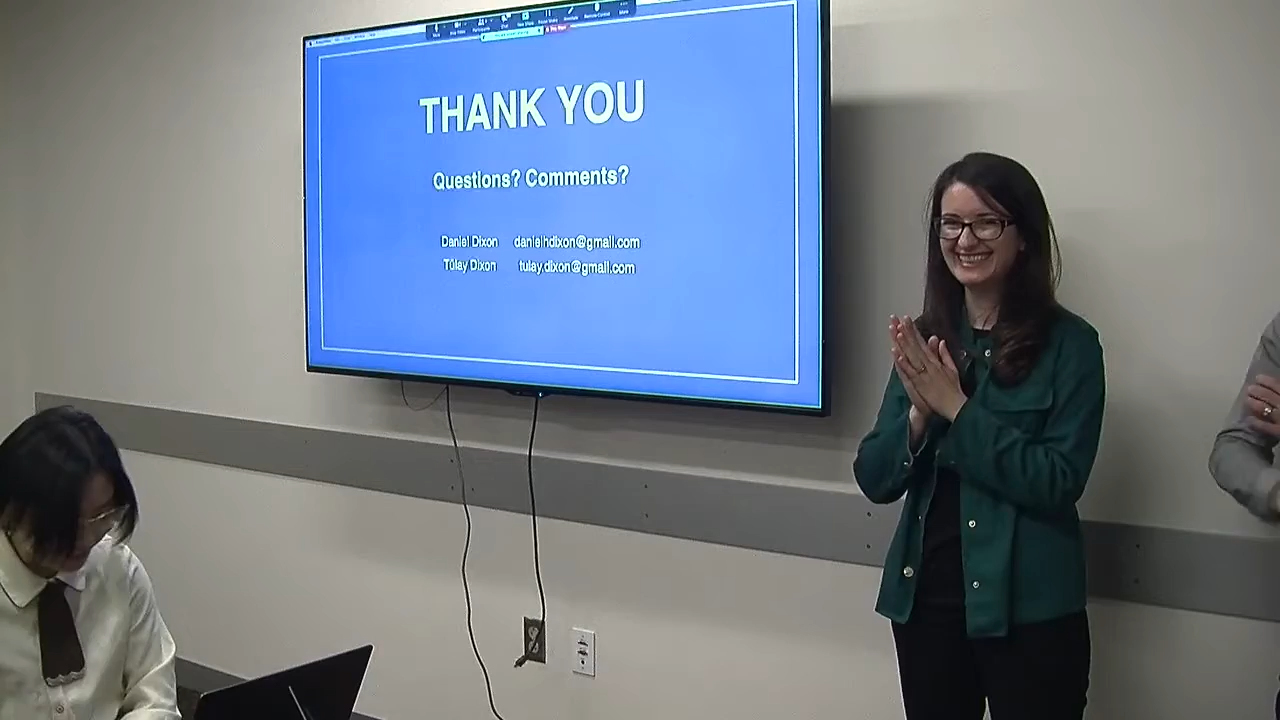 THANK YOU
Questions? Comments?
Daniel Dixon danielhdixon@gmail.com
Tülay Dixon tulay.dixon@gmail.com